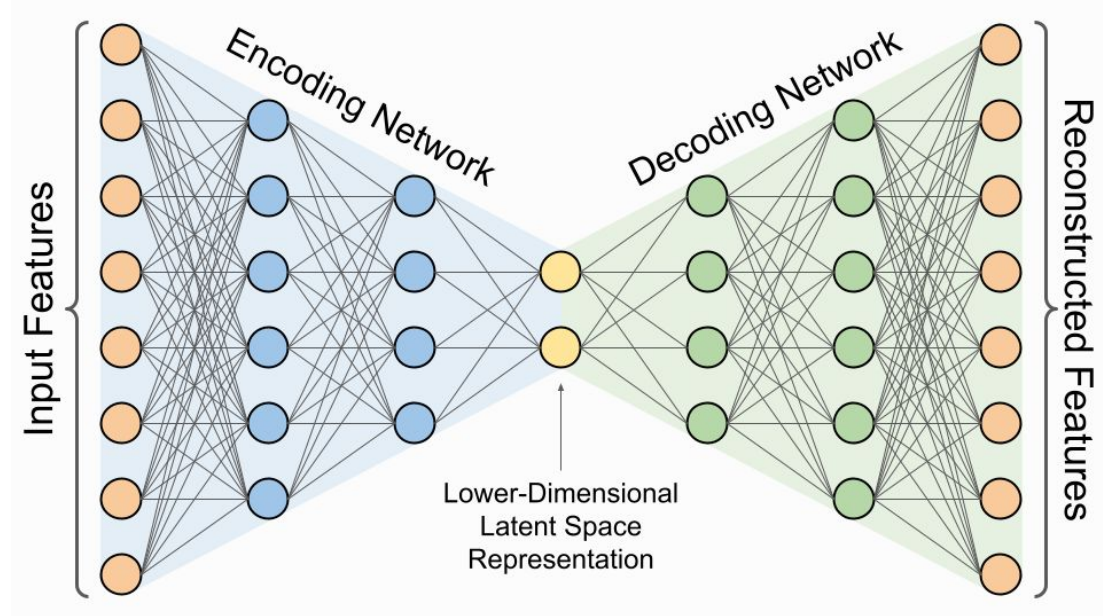 Input Features
Encoding Network
Decoding Network
Reconstructed Features
Lower-Dimensional
Latent Space
Representation